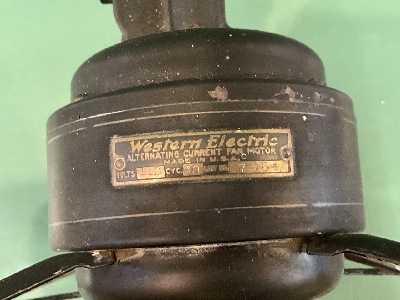 Western Electric
ALTERNATING CURRENT FAN MOTOR
MADE IN U.S.A.
VOLTS CYC.